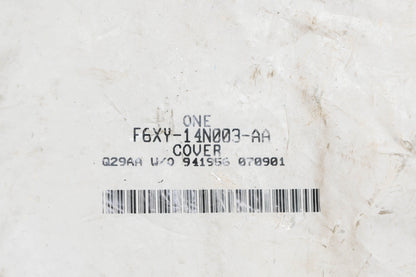 ONE
F6XY-14N003-AA
COVER
Q29AA W/O 941956 070901